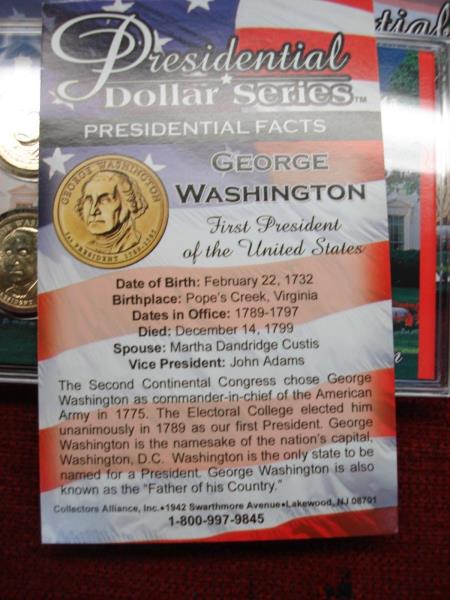 Presidential
Dollar Series™
PRESIDENTIAL FACTS
GEORGE WASHINGTON
1ST PRESIDENT 1789-1797
GEORGE
WASHINGTON
First President
of the United States
Date of Birth: February 22, 1732
Birthplace: Pope's Creek, Virginia
Dates in Office: 1789-1797
Died: December 14, 1799
Spouse: Martha Dandridge Custis
Vice President: John Adams
The Second Continental Congress chose George
Washington as commander-in-chief of the American
Army in 1775. The Electoral College elected him
unanimously in 1789 as our first President. George
Washington is the namesake of the nation's capital,
Washington, D.C. Washington is the only state to be
named for a President. George Washington is also
known as the "Father of his Country."
Collectors Alliance, Inc.•1942 Swarthmore Avenue•Lakewood, NJ 08701
1-800-997-9845